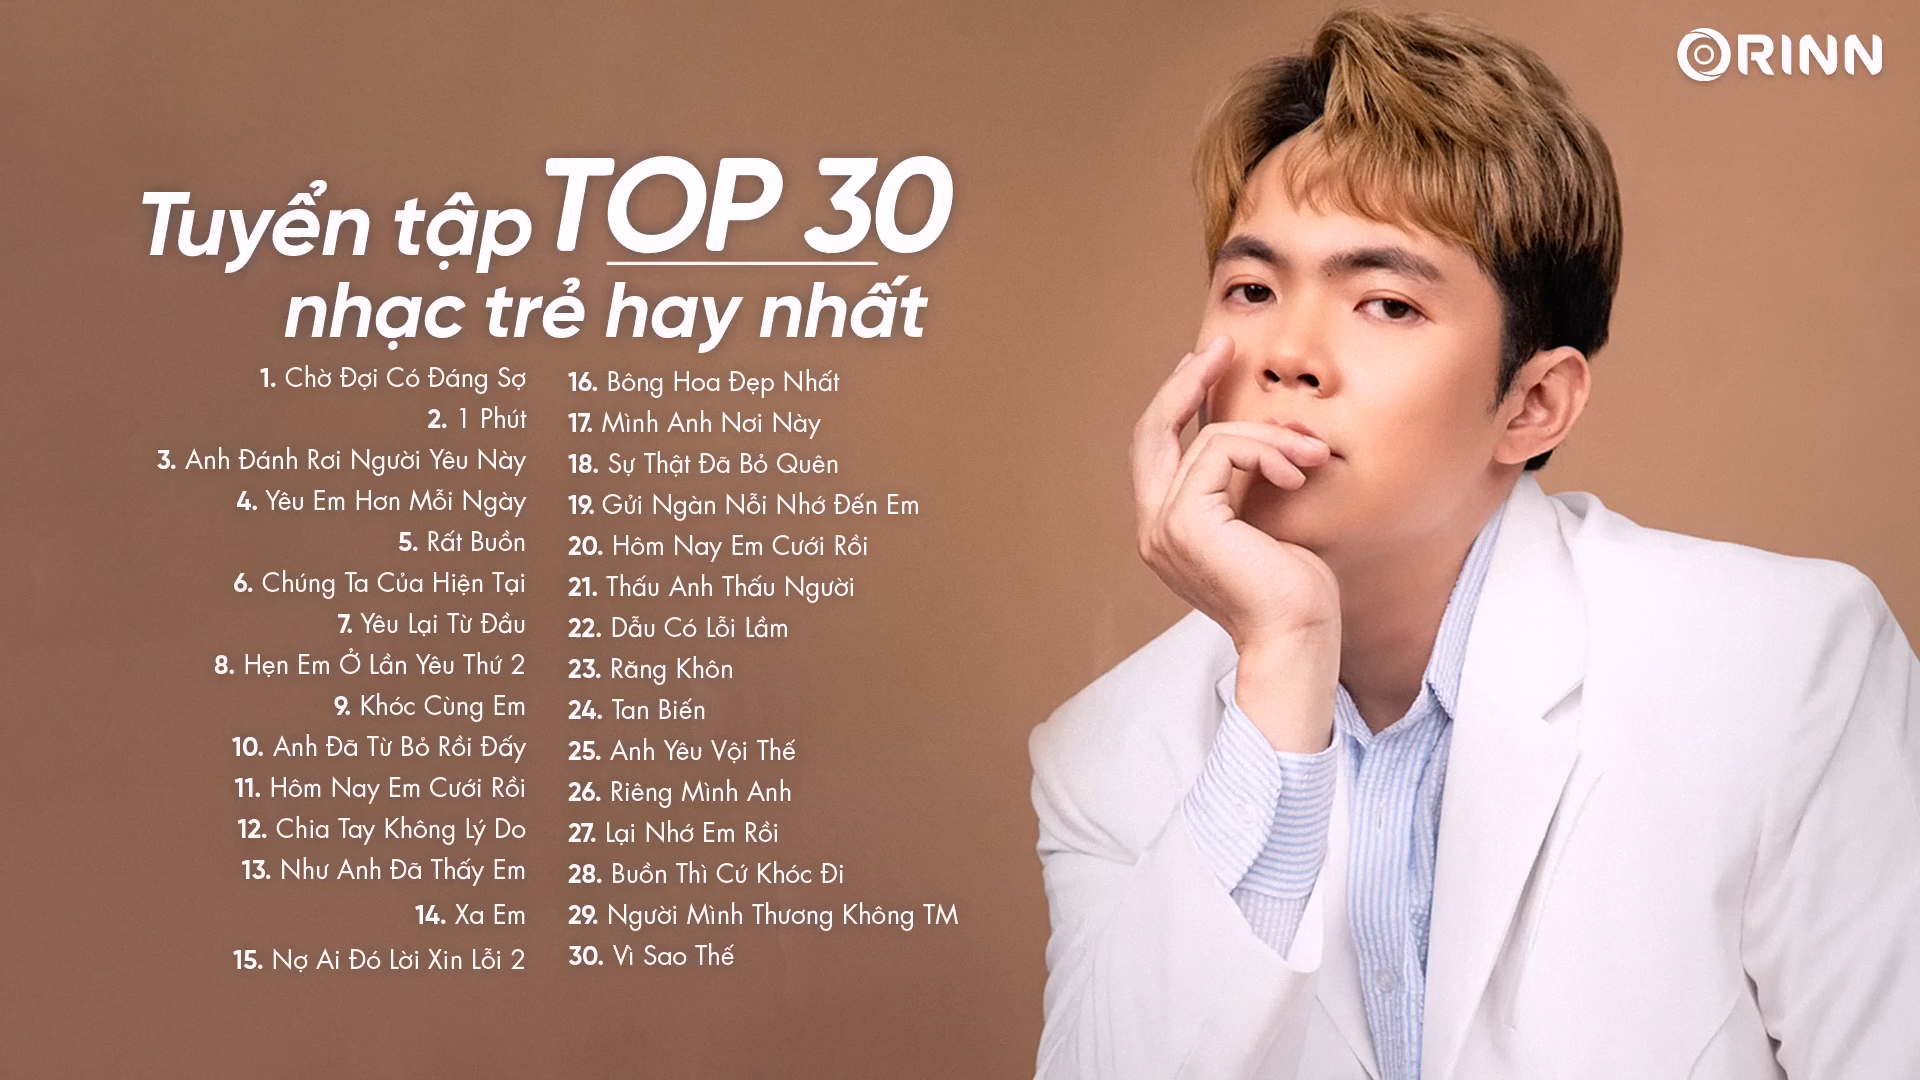 ORINN
Tuyển tập TOP 30
nhạc trẻ hay nhất
1. Chờ Đợi Có Đáng Sợ
2. 1 Phút
3. Anh Đánh Rơi Người Yêu Này
4. Yêu Em Hơn Mỗi Ngày
5. Rất Buồn
6. Chúng Ta Của Hiện Tại
7. Yêu Lại Từ Đầu
8. Hẹn Em Ở Lần Yêu Thứ 2
9. Khóc Cùng Em
10. Anh Đã Từ Bỏ Rồi Đấy
11. Hôm Nay Em Cưới Rồi
12. Chia Tay Không Lý Do
13. Như Anh Đã Thấy Em
14. Xa Em
15. Nợ Ai Đó Lời Xin Lỗi 2
16. Bông Hoa Đẹp Nhất
17. Mình Anh Nơi Này
18. Sự Thật Đã Bỏ Quên
19. Gửi Ngàn Nỗi Nhớ Đến Em
20. Hôm Nay Em Cưới Rồi
21. Thấu Anh Thấu Người
22. Dẫu Có Lỗi Lầm
23. Răng Khôn
24. Tan Biến
25. Anh Yêu Vội Thế
26. Riêng Mình Anh
27. Lại Nhớ Em Rồi
28. Buồn Thì Cứ Khóc Đi
29. Người Mình Thương Không TM
30. Vì Sao Thế